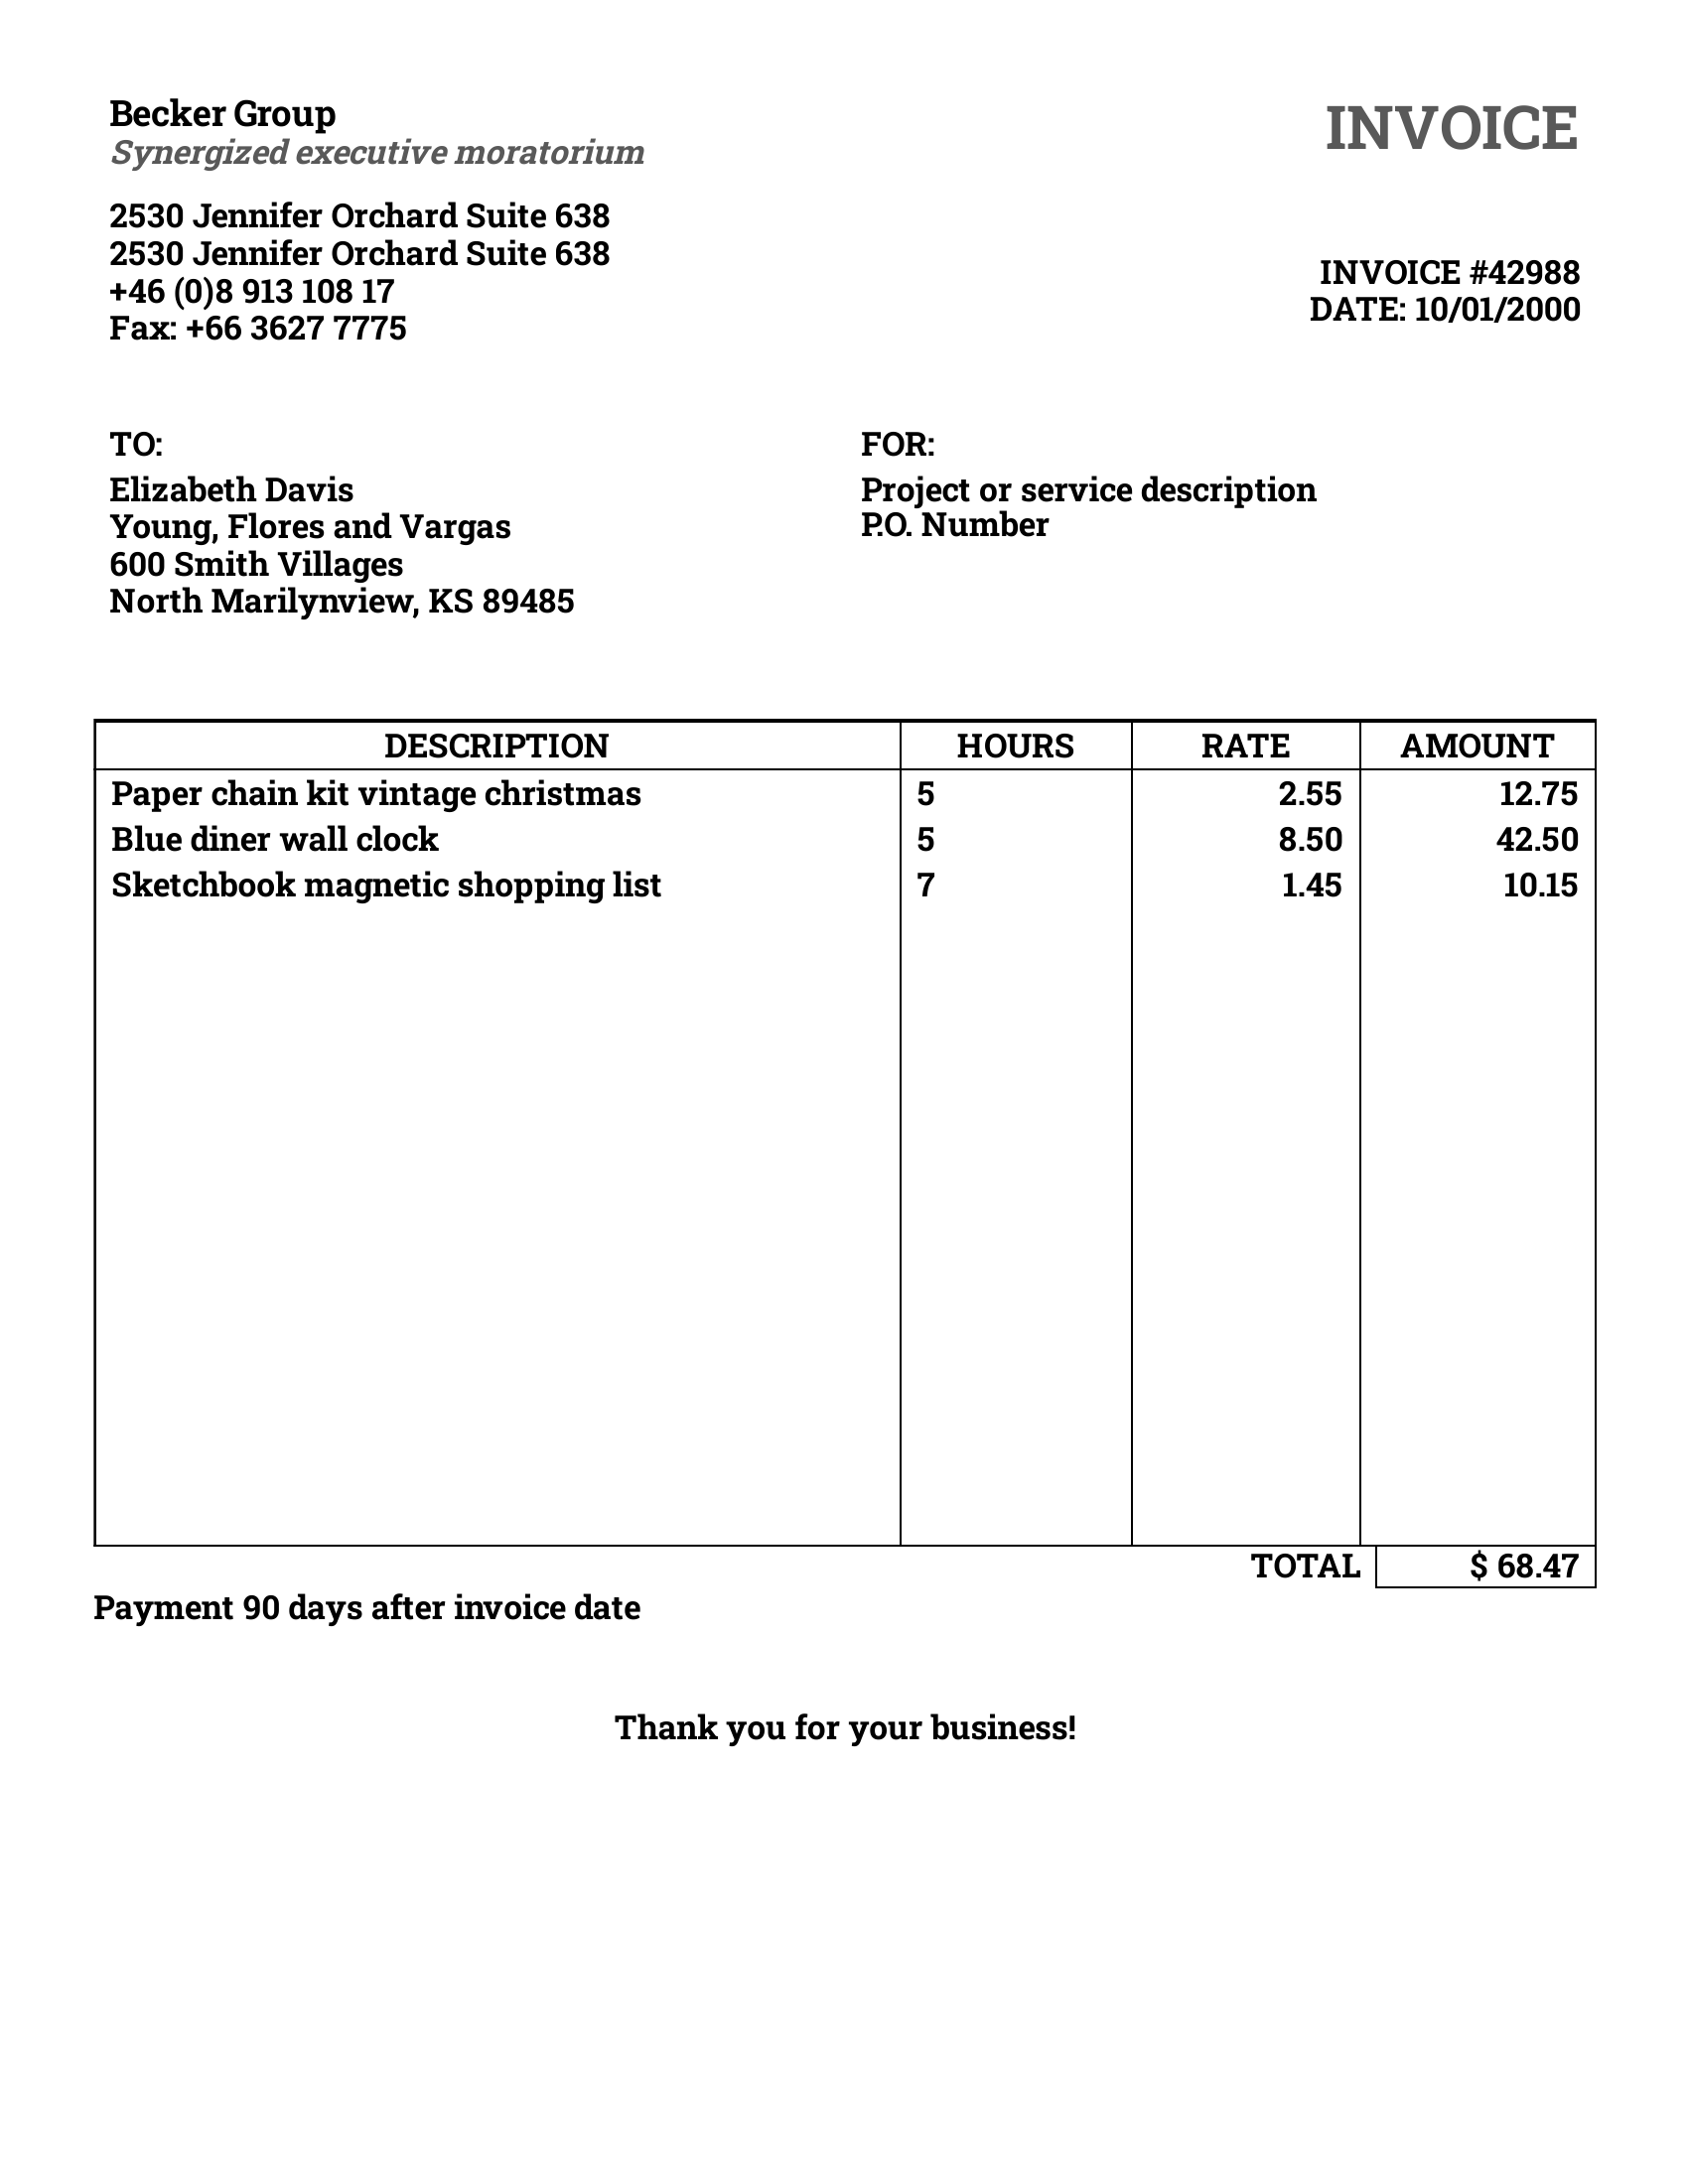 Becker Group
Synergized executive moratorium
INVOICE
2530 Jennifer Orchard Suite 638
2530 Jennifer Orchard Suite 638
+46 (0)8 913 108 17
Fax: +66 3627 7775
INVOICE #42988
DATE: 10/01/2000
TO:
Elizabeth Davis
Young, Flores and Vargas
600 Smith Villages
North Marilynview, KS 89485
FOR:
Project or service description
P.O. Number
DESCRIPTION HOURS RATE AMOUNT
Paper chain kit vintage christmas 5 2.55 12.75
Blue diner wall clock 5 8.50 42.50
Sketchbook magnetic shopping list 7 1.45 10.15
TOTAL $ 68.47
Payment 90 days after invoice date
Thank you for your business!